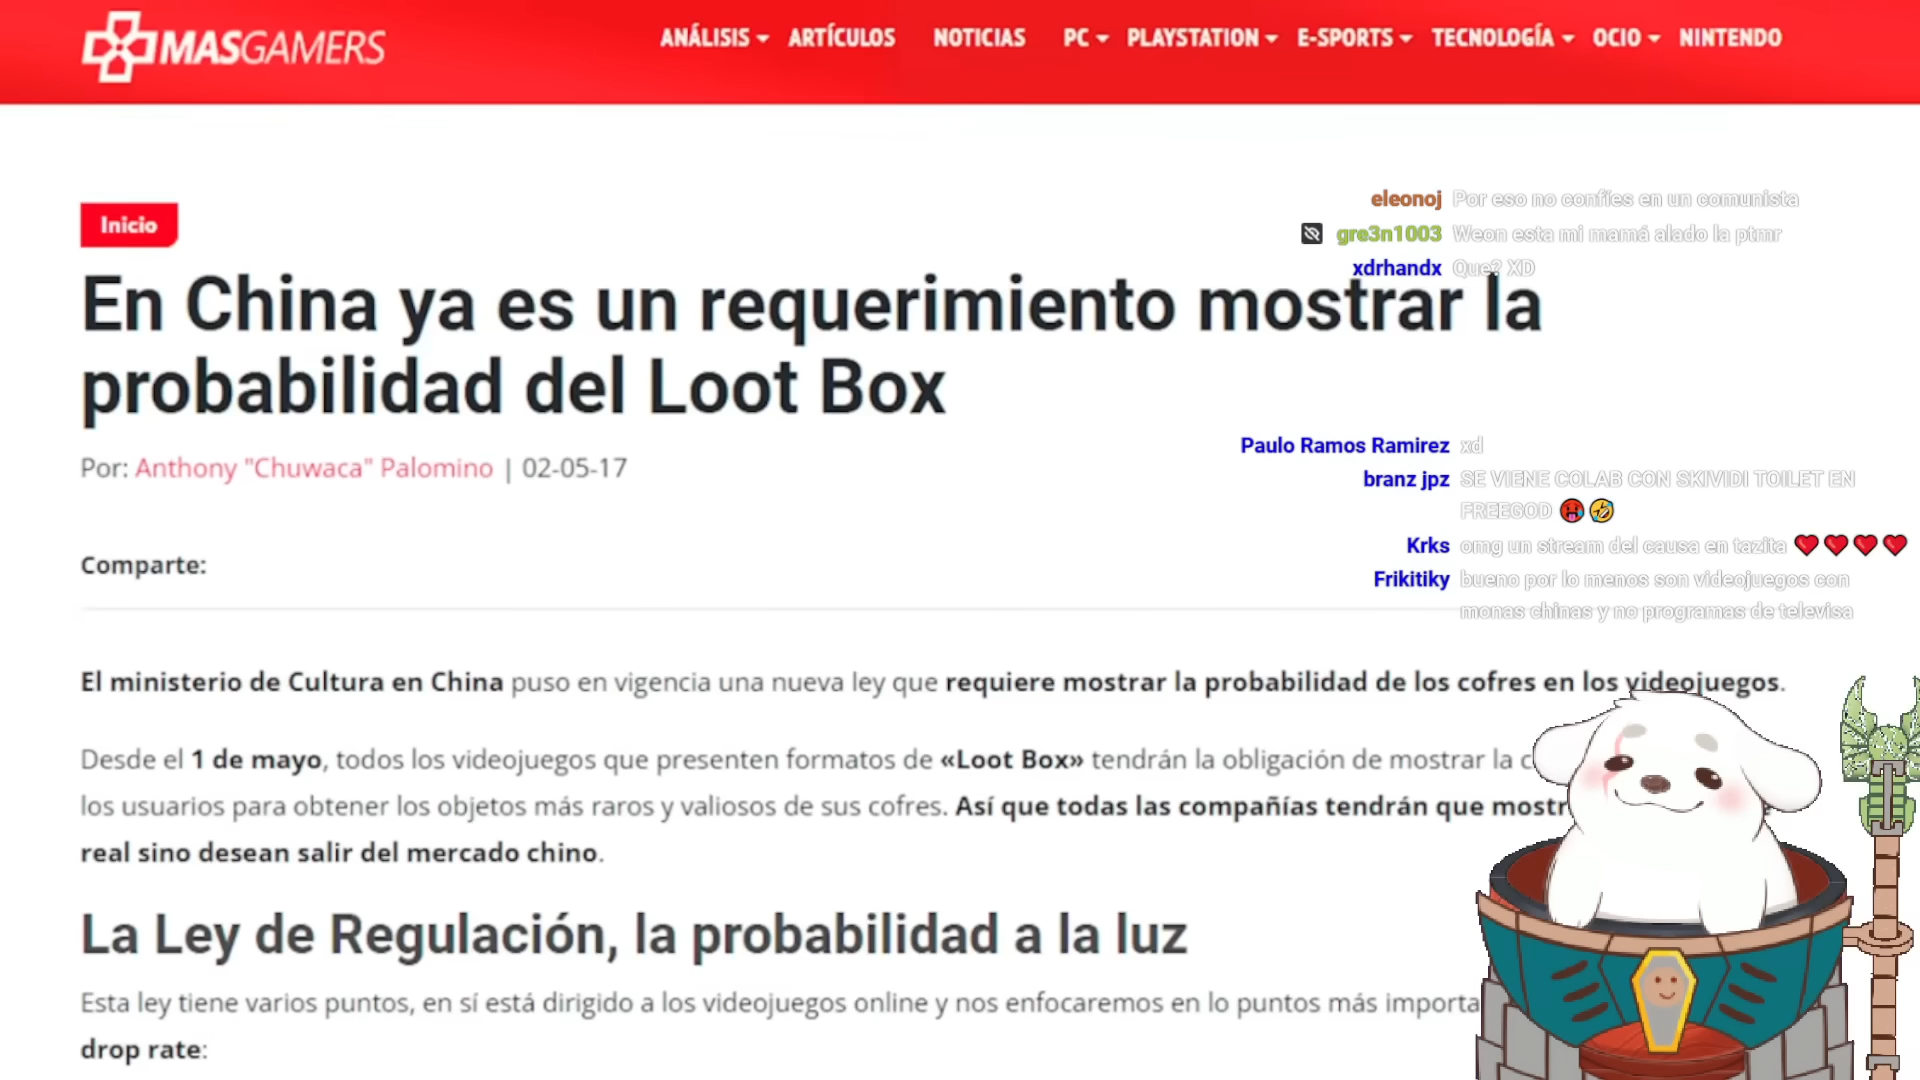 MASGAMERS
ANÁLISIS ARTÍCULOS NOTICIAS PC PLAYSTATION E-SPORTS TECNOLOGÍA OCIO NINTENDO
Inicio
En China ya es un requerimiento mostrar la
probabilidad del Loot Box
Por: Anthony "Chuwaca" Palomino | 02-05-17
Comparte:
eleonoj Por eso no confíes en un comunista
gre3n1003 Weon esta mi mamá alado la ptmr
xdrhandx Que? XD
Paulo Ramos Ramirez xd
branz jpz SE VIENE COLAB CON SKIVIDI TOILET EN
FREEGOD 🥵🤣
Krks omg un stream del causa en tazita ❤️❤️❤️❤️
Frikitiky bueno por lo menos son videojuegos con
monas chinas y no programas de televisa
El ministerio de Cultura en China puso en vigencia una nueva ley que requiere mostrar la probabilidad de los cofres en los videojuegos.
Desde el 1 de mayo, todos los videojuegos que presenten formatos de «Loot Box» tendrán la obligación de mostrar la
los usuarios para obtener los objetos más raros y valiosos de sus cofres. Así que todas las compañías tendrán que
real sino desean salir del mercado chino.
La Ley de Regulación, la probabilidad a la luz
Esta ley tiene varios puntos, en sí está dirigido a los videojuegos online y nos enfocaremos en lo puntos más
drop rate: